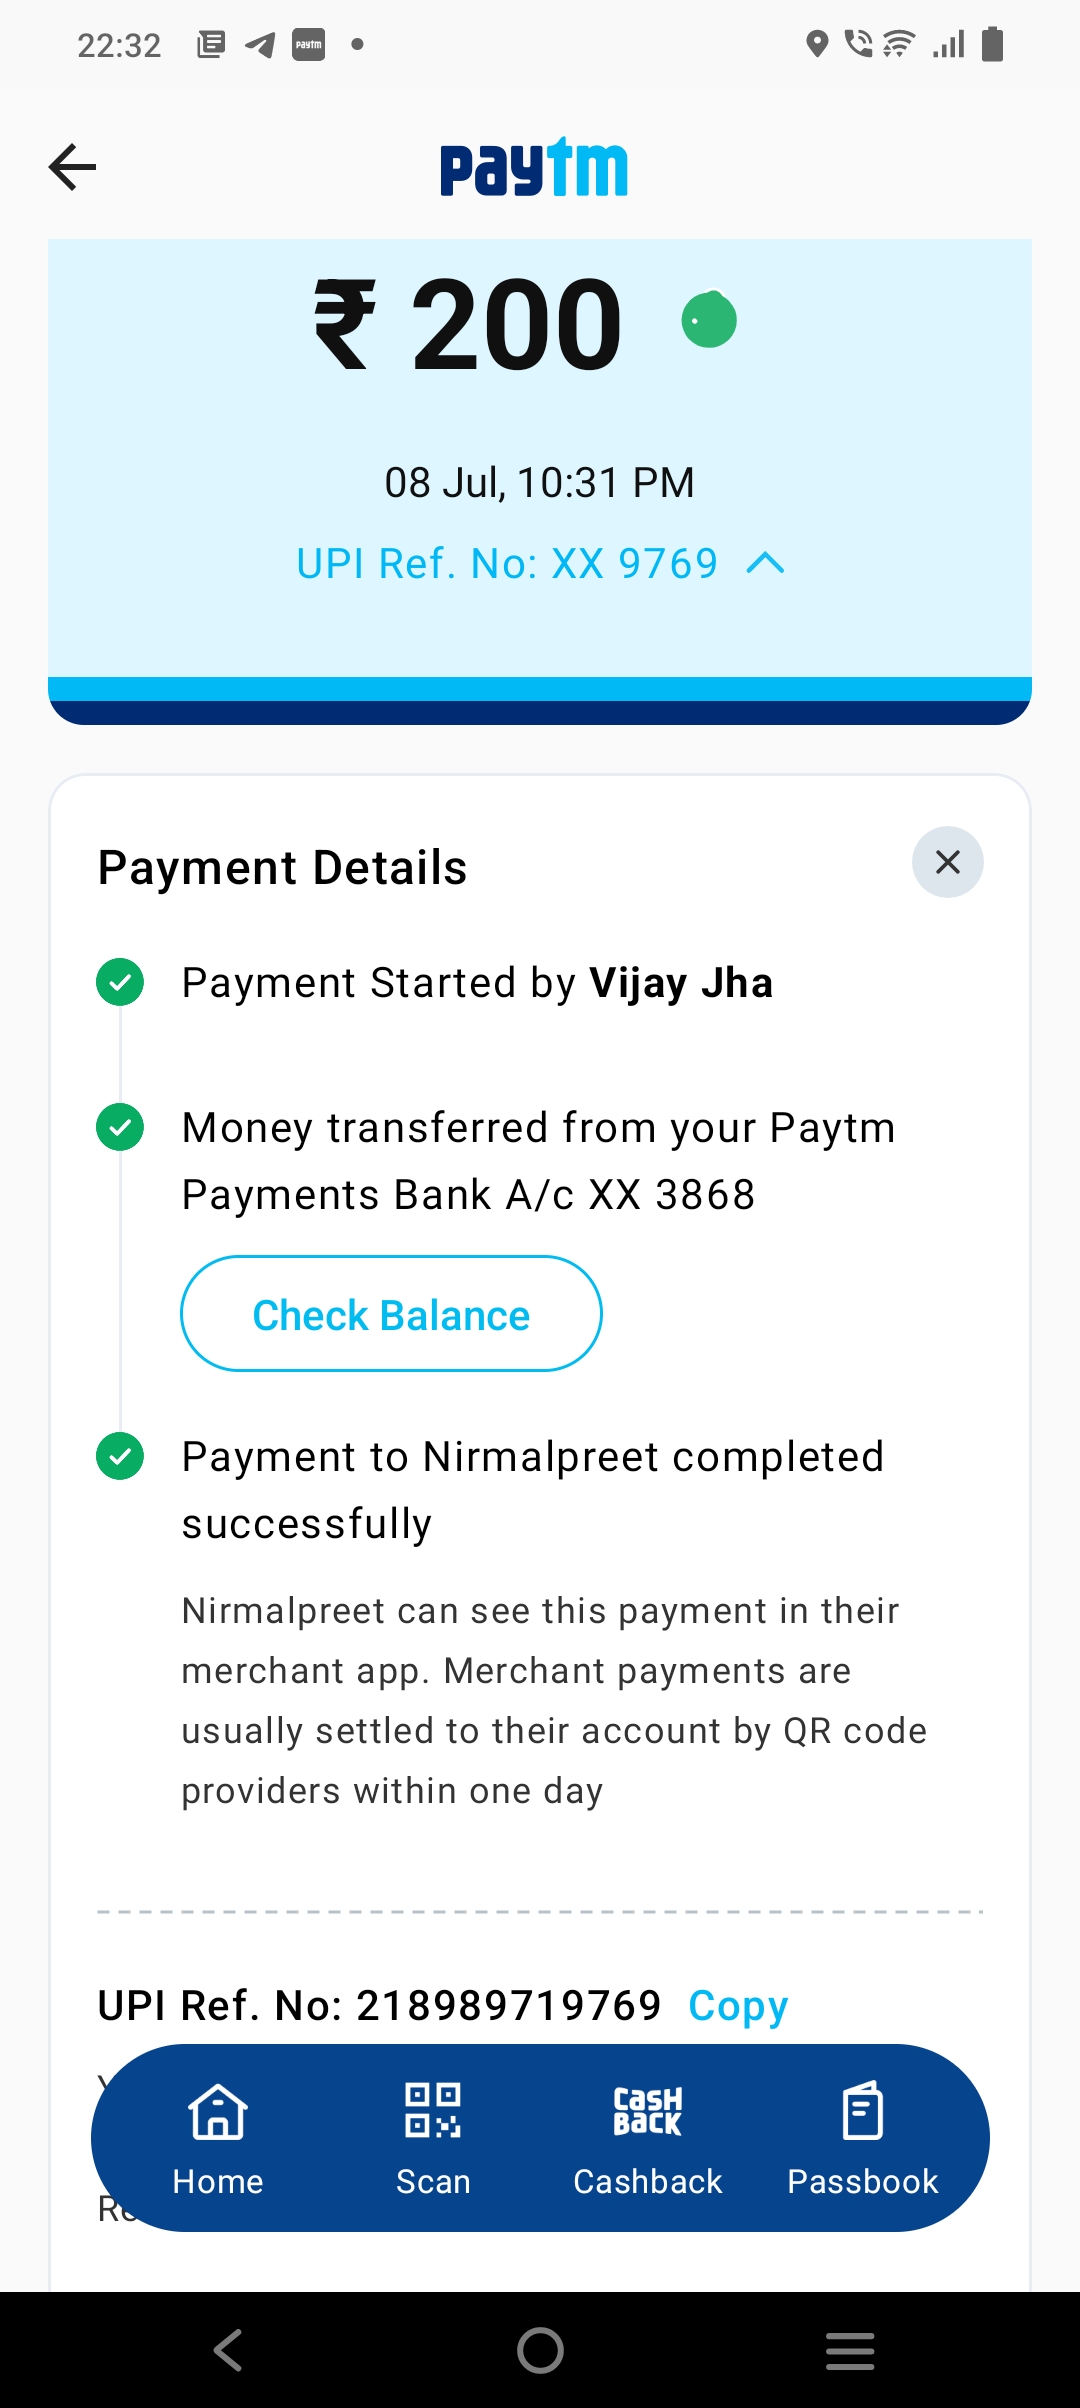 22:32
paytm
paytm
₹ 200
08 Jul, 10:31 PM
UPI Ref. No: XX 9769
Payment Details
Payment Started by Vijay Jha
Money transferred from your Paytm
Payments Bank A/c XX 3868
Check Balance
Payment to Nirmalpreet completed
successfully
Nirmalpreet can see this payment in their
merchant app. Merchant payments are
usually settled to their account by QR code
providers within one day
UPI Ref. No: 218989719769 Copy
CASH
BACK
Home Scan Cashback Passbook